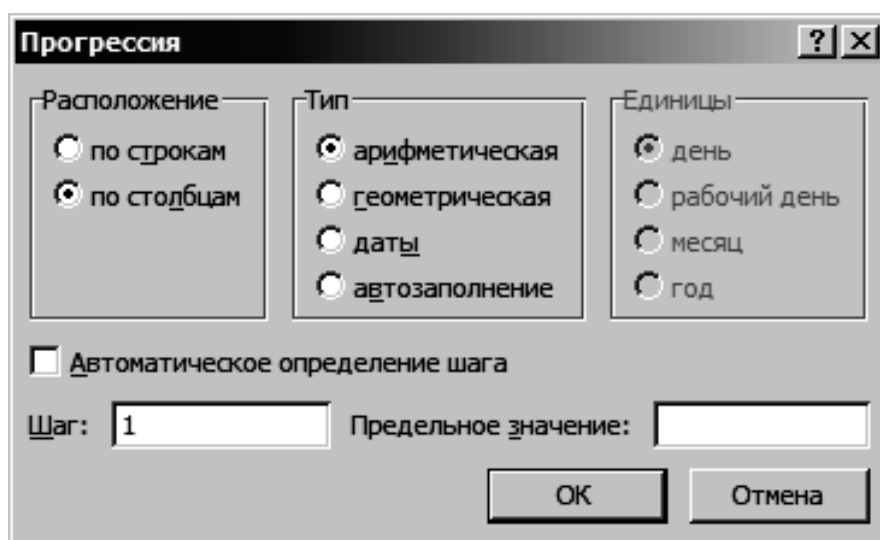 Прогрессия
Расположение
по строкам
по столбцам
Тип
арифметическая
геометрическая
даты
автозаполнение
Единицы
день
рабочий день
месяц
год
Автоматическое определение шага
Шаг: 1 Предельное значение:
ОК Отмена